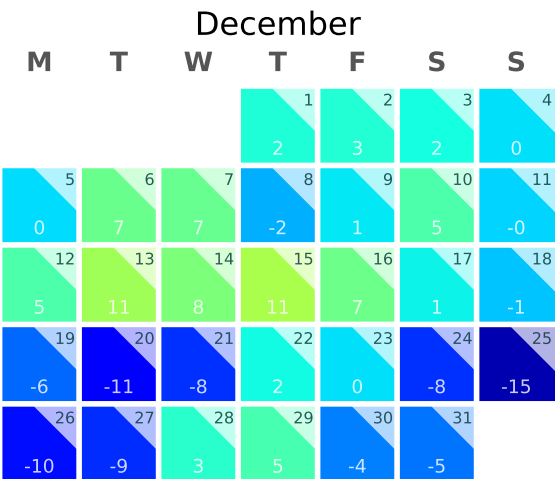 December
M T W T F S S
1 2 3 4
2 3 2 0
5 6 7 8 9 10 11
0 7 7 -2 1 5 -0
12 13 14 15 16 17 18
5 11 8 11 7 1 -1
19 20 21 22 23 24 25
-6 -11 -8 2 0 -8 -15
26 27 28 29 30 31
-10 -9 3 5 -4 -5